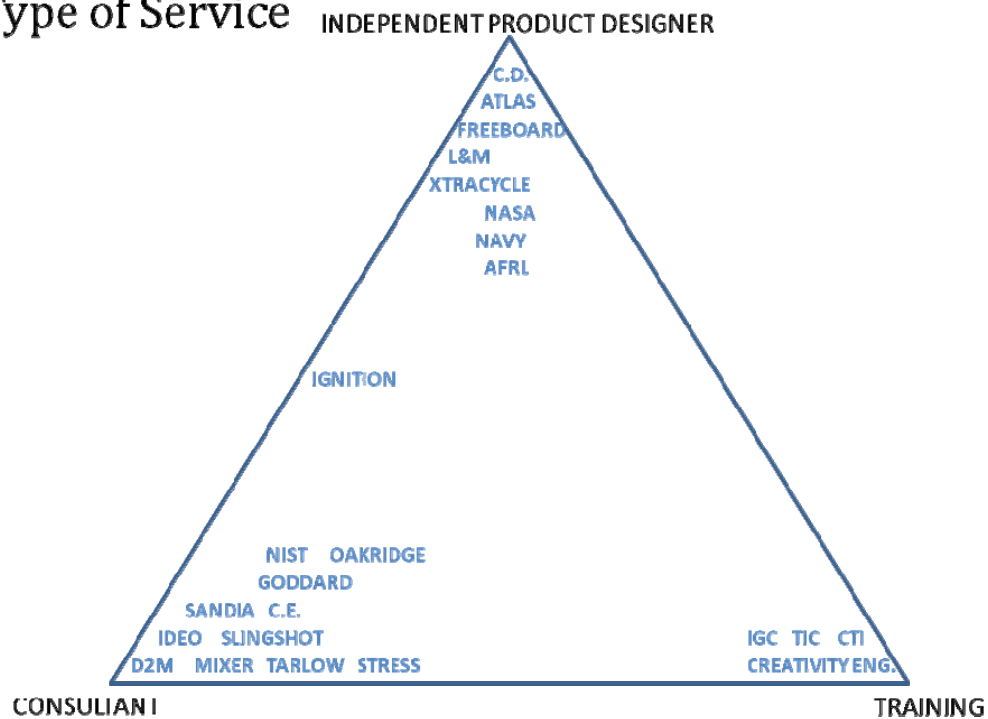 ype of Service
INDEPENDENT PRODUCT DESIGNER
C.D.
ATLAS
FREEBOARD
L&M
XTRACYCLE
NASA
NAVY
AFRL
IGNITION
NIST OAKRIDGE
GODDARD
SANDIA C.E.
IDEO SLINGSHOT
IGC TIC CTI
D2M MIXER TARLOW STRESS
CREATIVITY ENG.
CONSULIANI
TRAINING